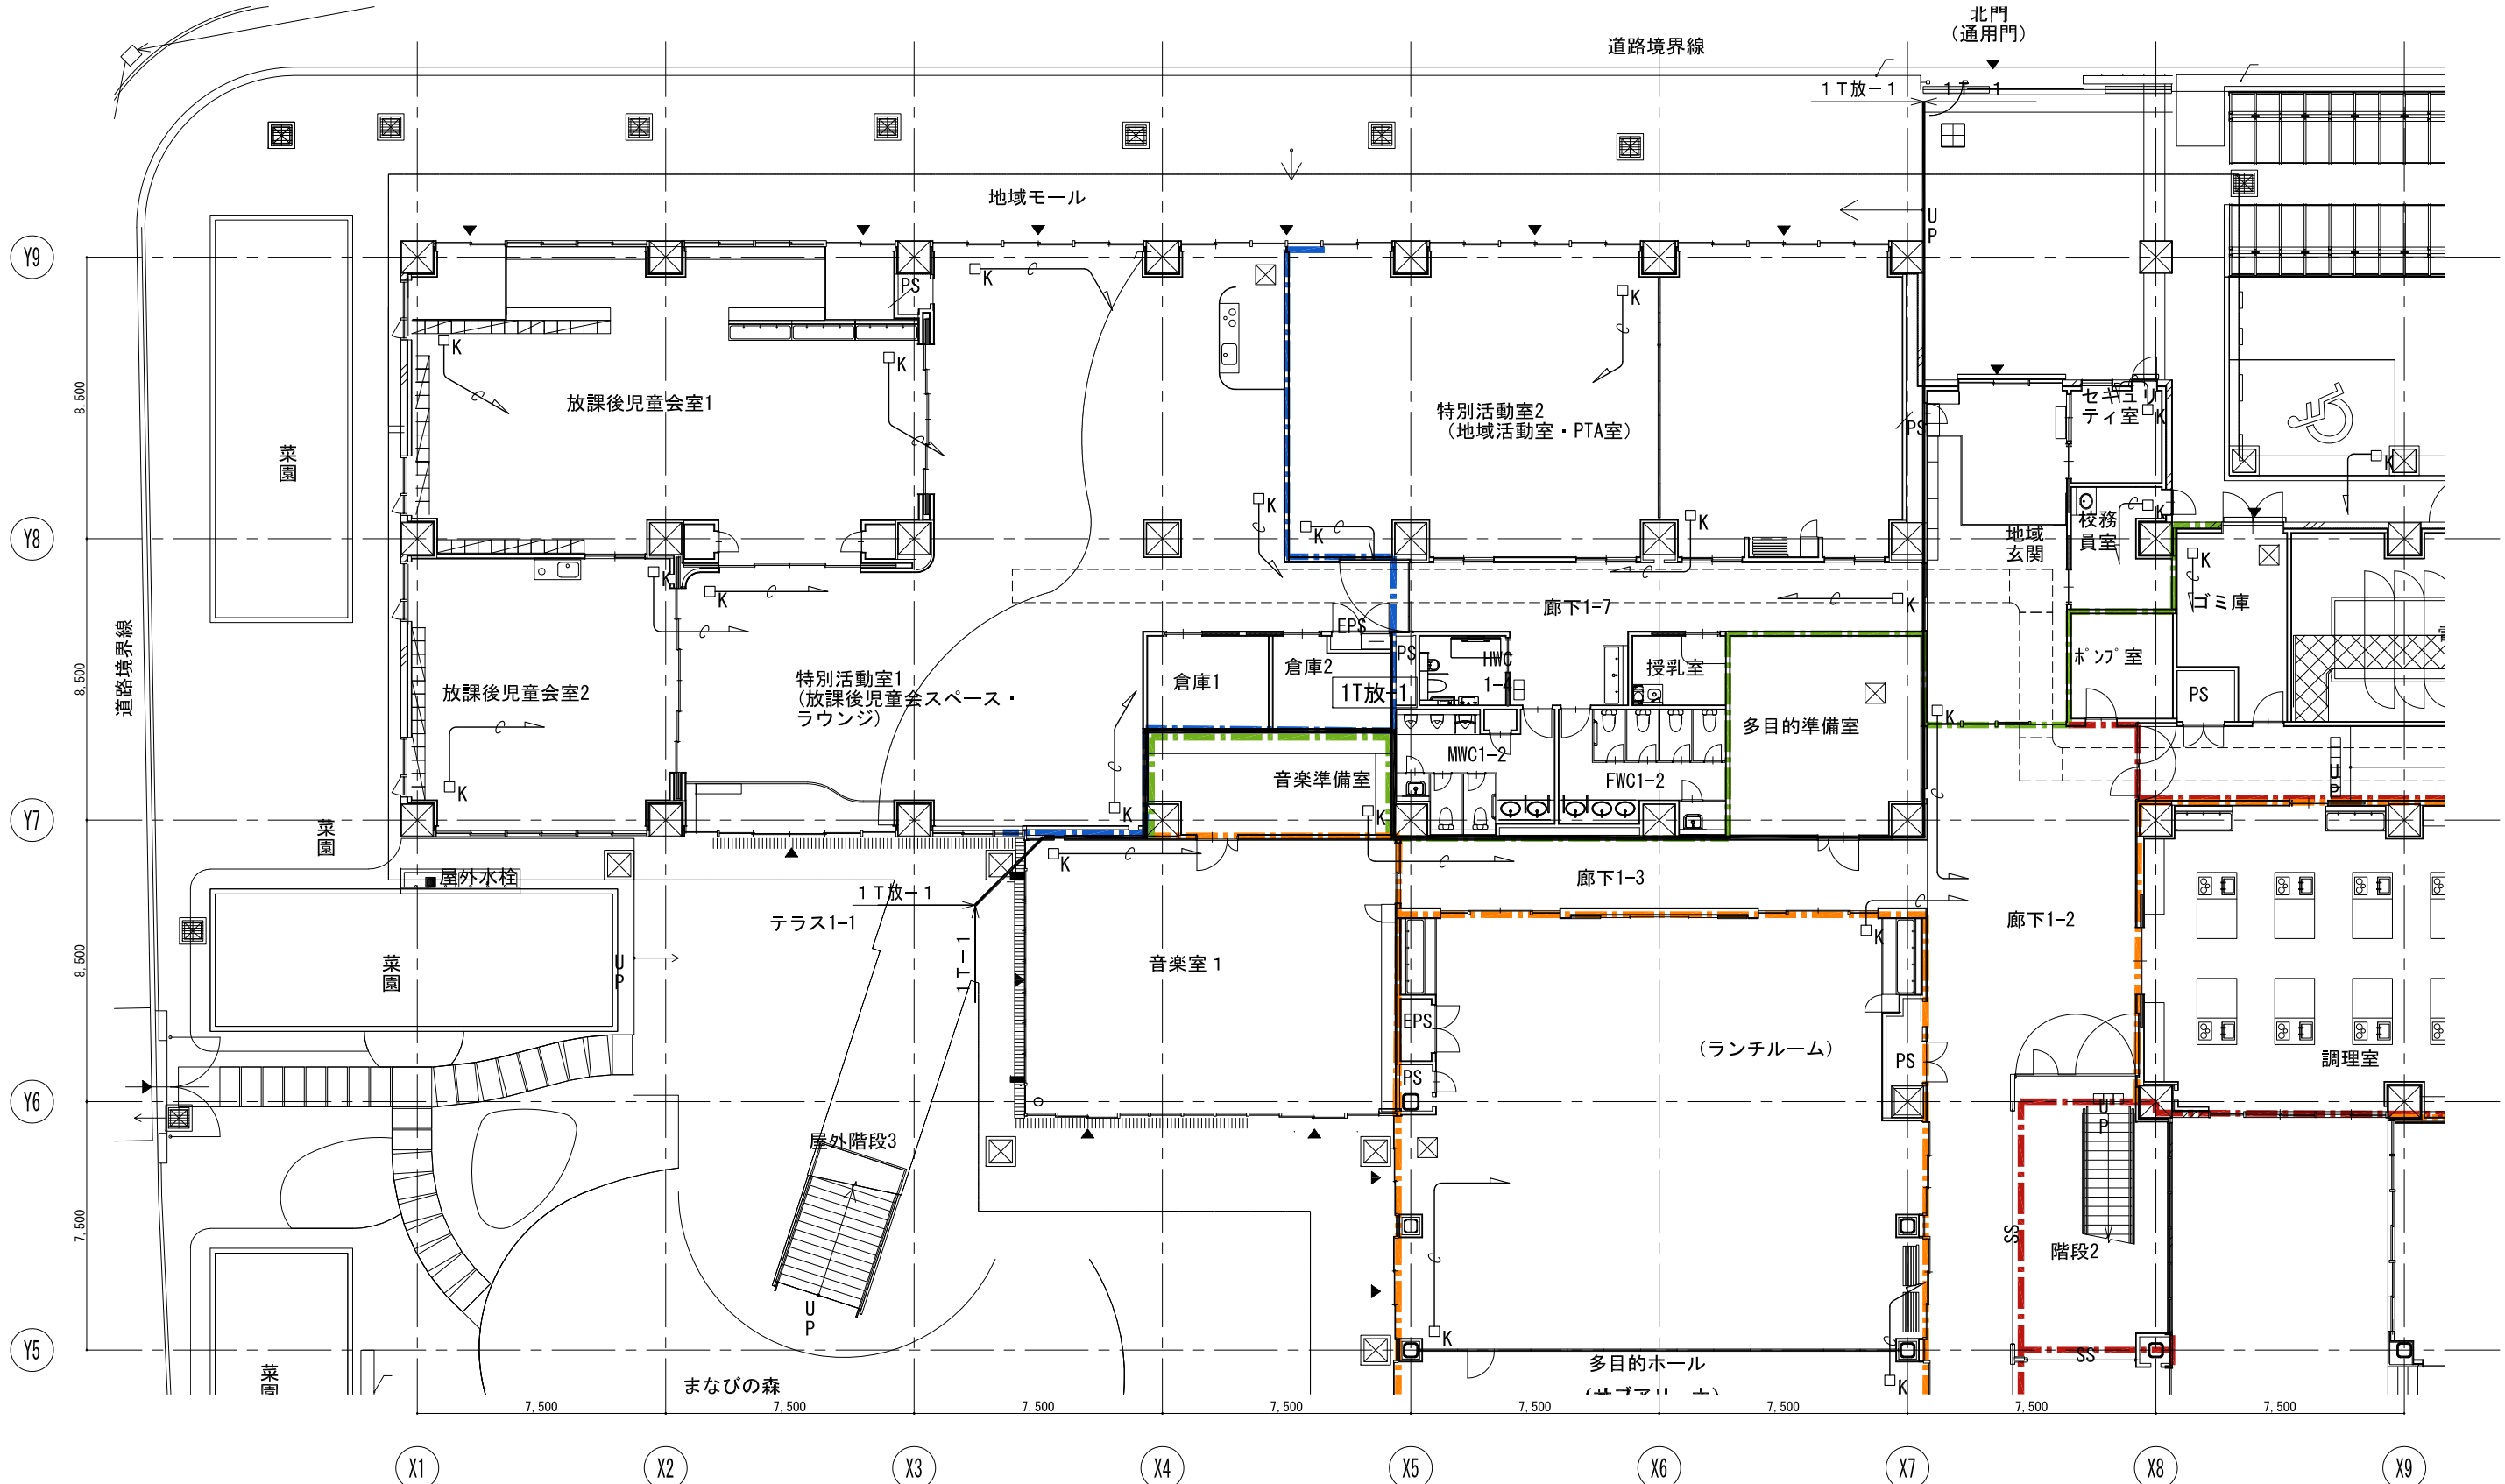 北門
(通用門)
道路境界線
1T放-1
1T-1
地域モール
UP
Y9
PS
K
K
K
K
8,500
放課後児童会室1
特別活動室2
(地域活動室・PTA室)
PS
セキュリ
ティ室
K
K
菜園
K
K
K
K
校務
員室
地域
玄関
Y8
K
K
K
K
廊下1-7
ゴミ庫
EPS
PS
HWC
1-4
授乳室
倉庫1
倉庫2
ポンプ室
道路境界線
8,500
放課後児童会室2
特別活動室1
(放課後児童会スペース・
ラウンジ)
1T放-1
PS
K
多目的準備室
MWC1-2
FWC1-2
音楽準備室
UP
K
K
K
Y7
菜園
K
屋外水栓
1T放-1
廊下1-3
テラス1-1
廊下1-2
K
8,500
菜園
UP
1T-1
音楽室1
EPS
(ランチルーム)
PS
調理室
PS
Y6
UP
屋外階段3
7,500
SS
階段2
UP
K
SS
Y5
菜園
まなびの森
多目的ホール
K
7,500
7,500
7,500
7,500
7,500
7,500
7,500
7,500
X1
X2
X3
X4
X5
X6
X7
X8
X9